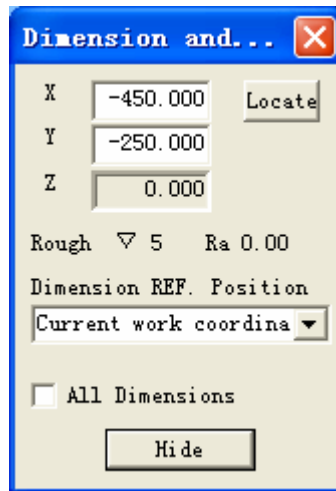 Dimension and...
X -450.000 Locate
Y -250.000
Z 0.000
Rough ▽ 5 Ra 0.00
Dimension REF. Position
Current work coordina
All Dimensions
Hide